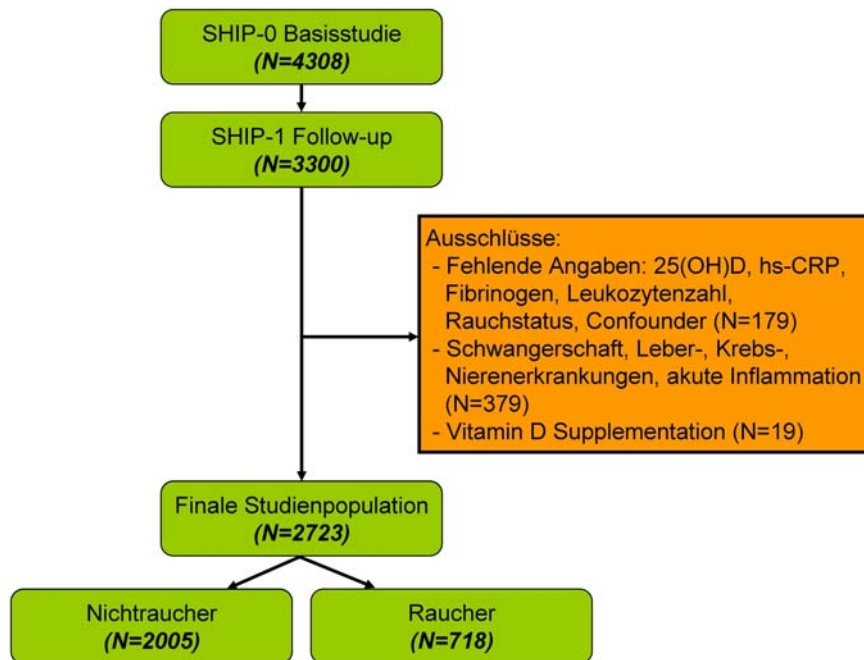 SHIP-0 Basisstudie
(N=4308)
SHIP-1 Follow-up
(N=3300)
Ausschlüsse:
- Fehlende Angaben: 25(OH)D, hs-CRP,
Fibrinogen, Leukozytenzahl,
Rauchstatus, Confounder (N=179)
- Schwangerschaft, Leber-, Krebs-,
Nierenerkrankungen, akute Inflammation
(N=379)
- Vitamin D Supplementation (N=19)
Finale Studienpopulation
(N=2723)
Nichtraucher
(N=2005)
Raucher
(N=718)